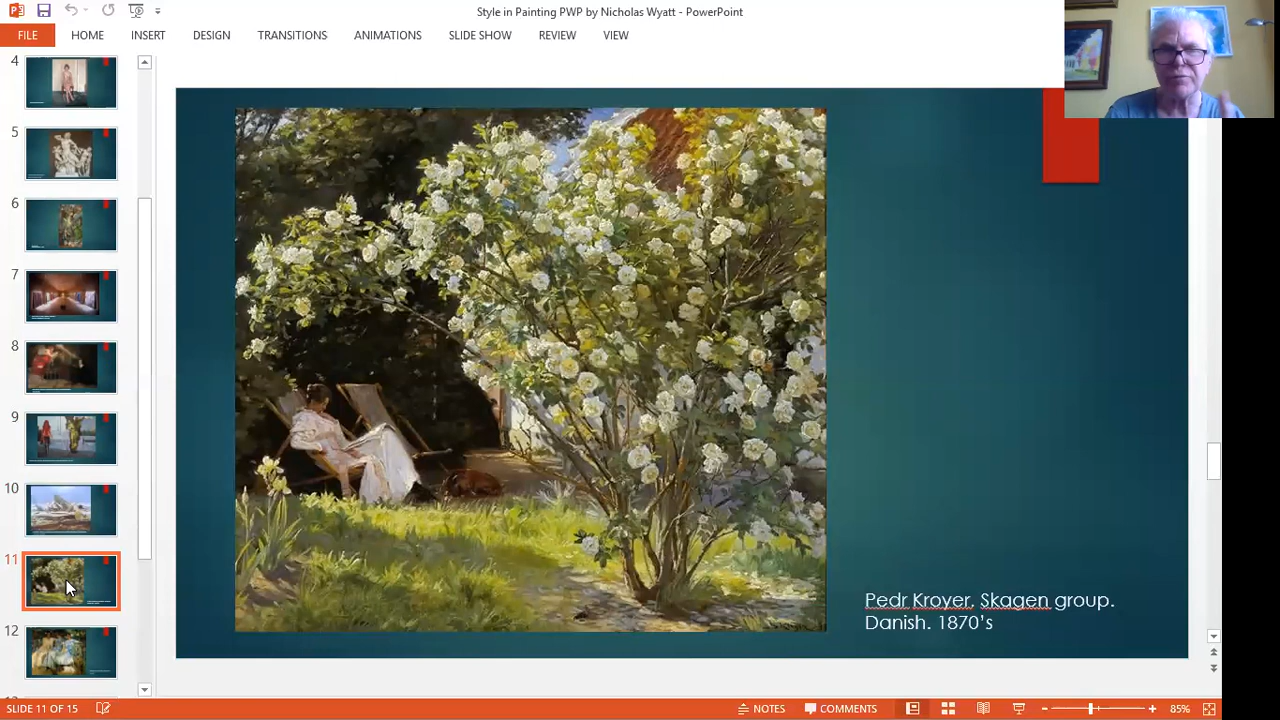 Style in Painting PWP by Nicholas Wyatt - PowerPoint
FILE HOME INSERT DESIGN TRANSITIONS ANIMATIONS SLIDE SHOW REVIEW VIEW
4
5
6
7
8
9
10
11
12
Pedr Kroyer. Skagen group.
Danish. 1870's
SLIDE 11 OF 15 NOTES COMMENTS 85%